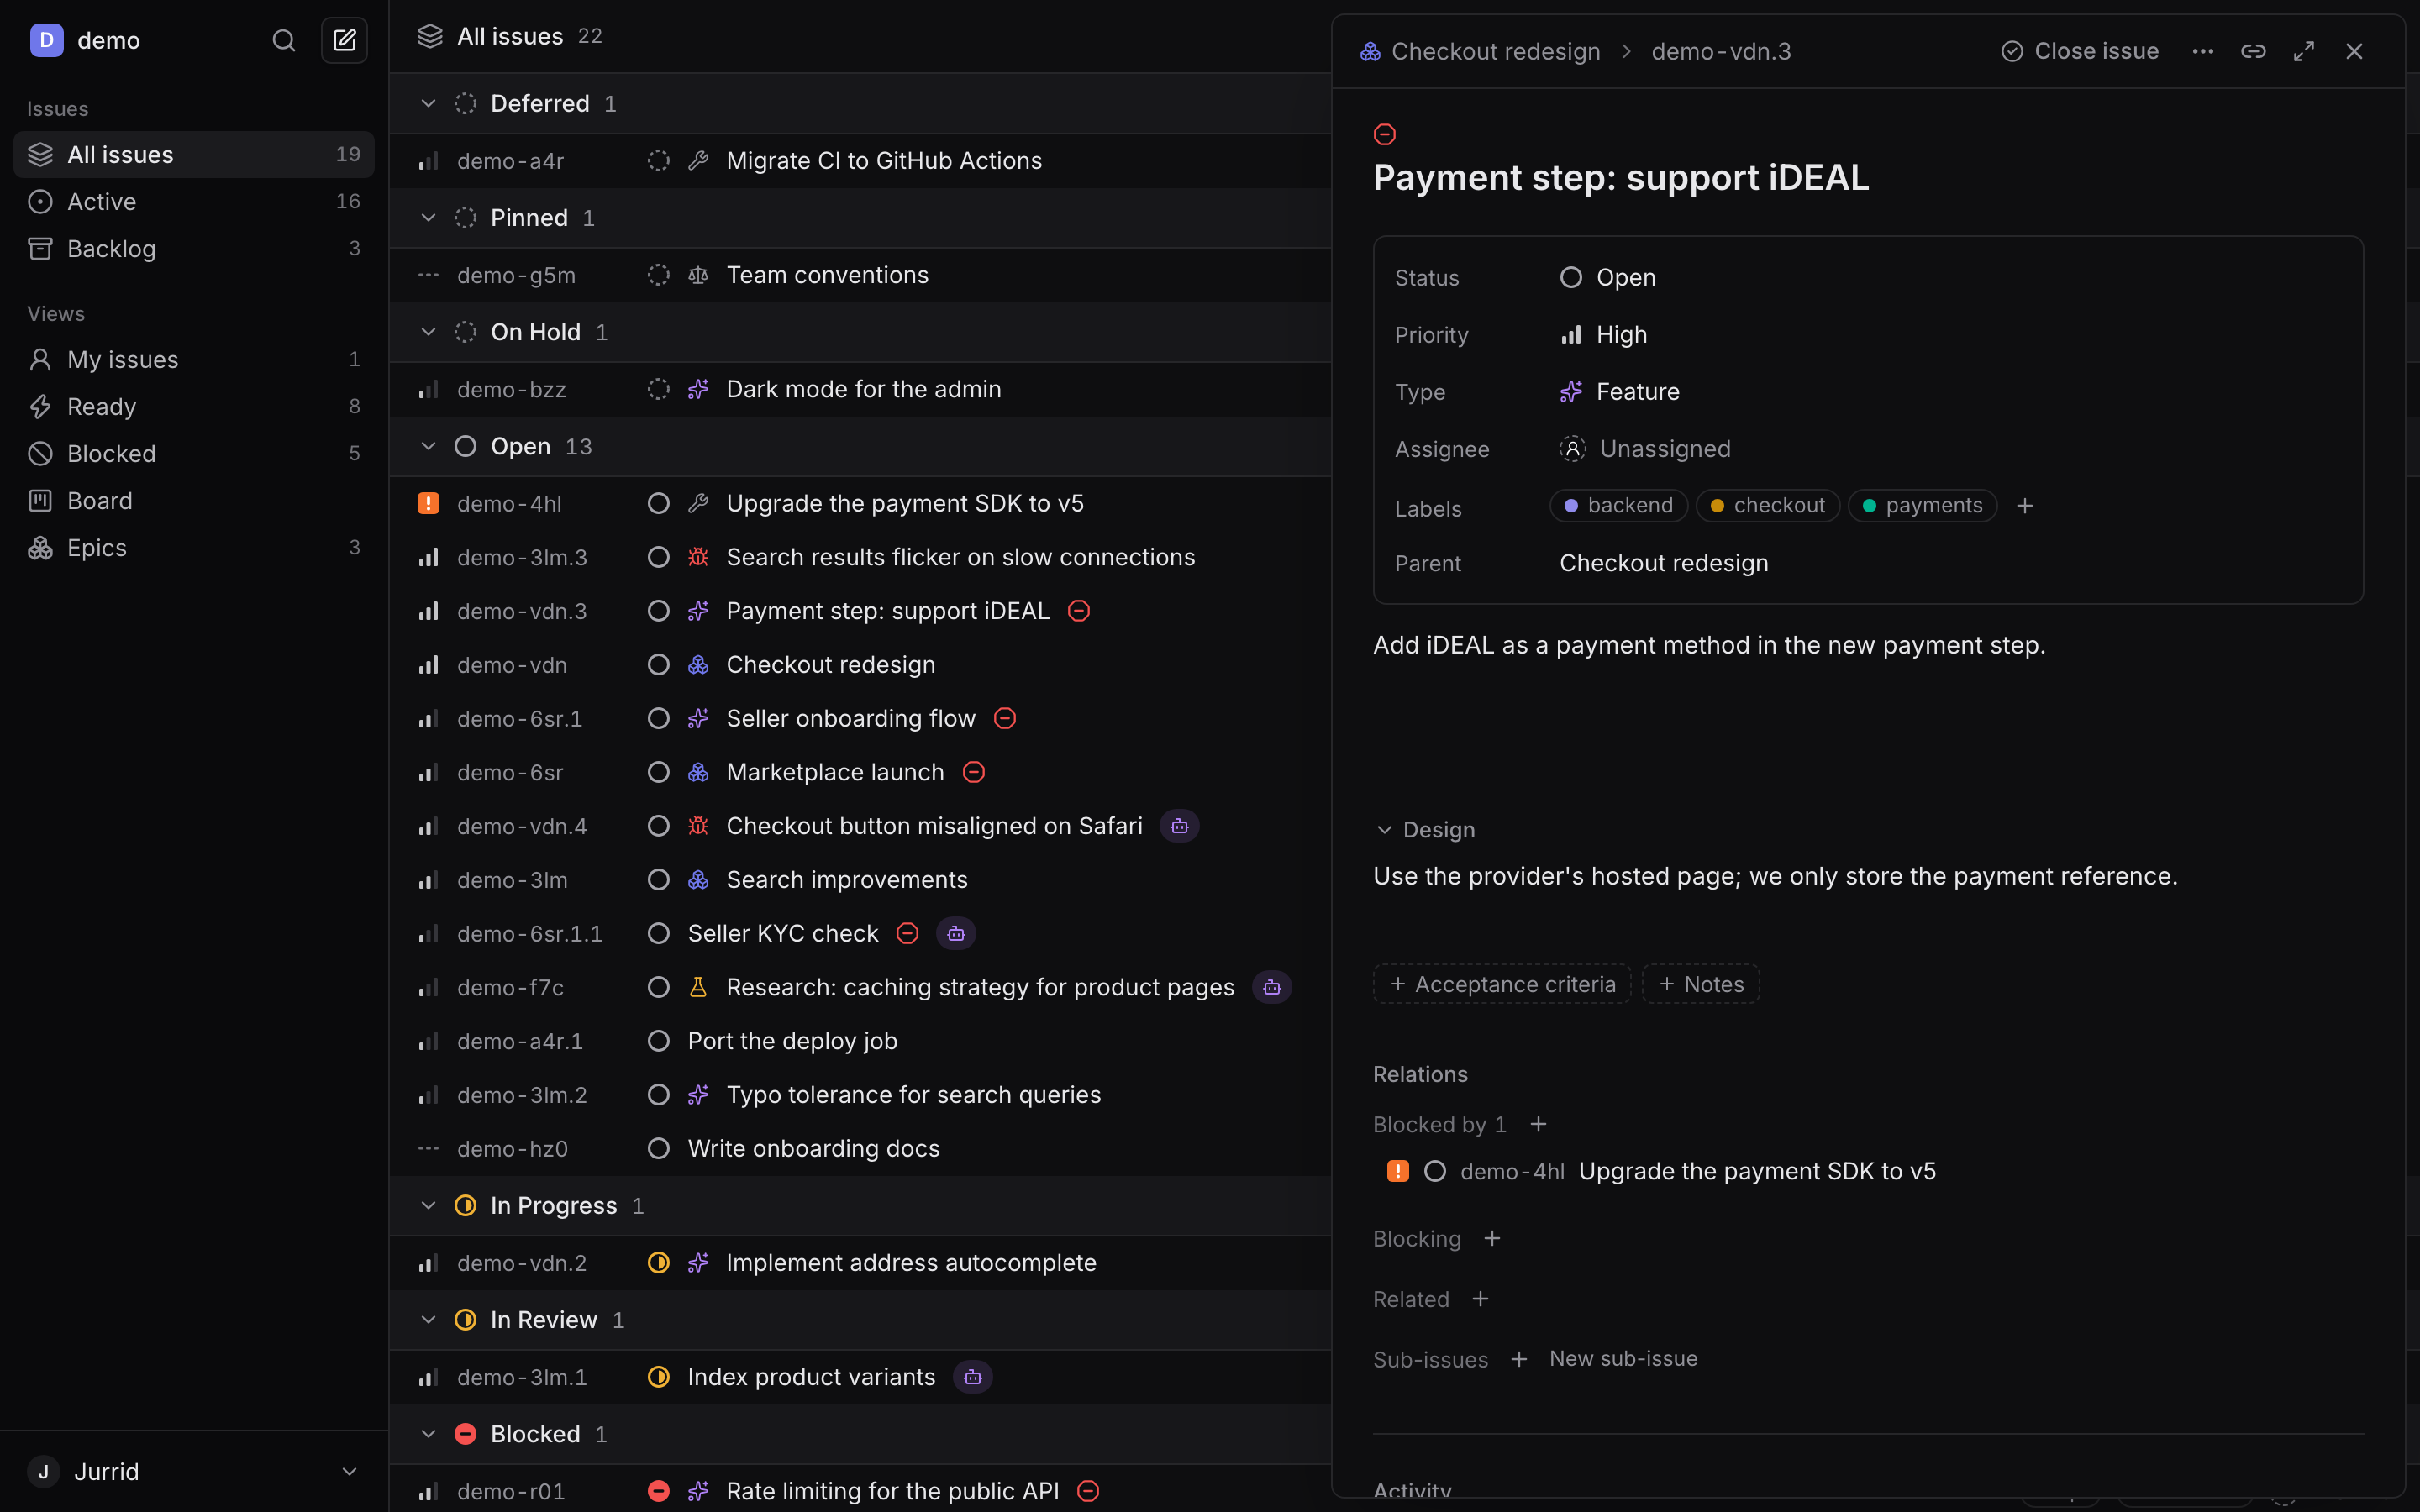 D demo
Issues
All issues 19
Active 16
Backlog 3
Views
My issues 1
Ready 8
Blocked 5
Board
Epics 3
J Jurrid
All issues 22
Deferred 1
demo-a4r Migrate CI to GitHub Actions
Pinned 1
demo-g5m Team conventions
On Hold 1
demo-bzz Dark mode for the admin
Open 13
demo-4hl Upgrade the payment SDK to v5
demo-3lm.3 Search results flicker on slow connections
demo-vdn.3 Payment step: support iDEAL
demo-vdn Checkout redesign
demo-6sr.1 Seller onboarding flow
demo-6sr Marketplace launch
demo-vdn.4 Checkout button misaligned on Safari
demo-3lm Search improvements
demo-6sr.1.1 Seller KYC check
demo-f7c Research: caching strategy for product pages
demo-a4r.1 Port the deploy job
demo-3lm.2 Typo tolerance for search queries
demo-hz0 Write onboarding docs
In Progress 1
demo-vdn.2 Implement address autocomplete
In Review 1
demo-3lm.1 Index product variants
Blocked 1
demo-r01 Rate limiting for the public API
Checkout redesign demo-vdn.3 Close issue
Payment step: support iDEAL
Status Open
Priority High
Type Feature
Assignee Unassigned
Labels backend checkout payments
Parent Checkout redesign
Add iDEAL as a payment method in the new payment step.
Design
Use the provider's hosted page; we only store the payment reference.
+ Acceptance criteria + Notes
Relations
Blocked by 1 +
demo-4hl Upgrade the payment SDK to v5
Blocking +
Related +
Sub-issues + New sub-issue
Activity